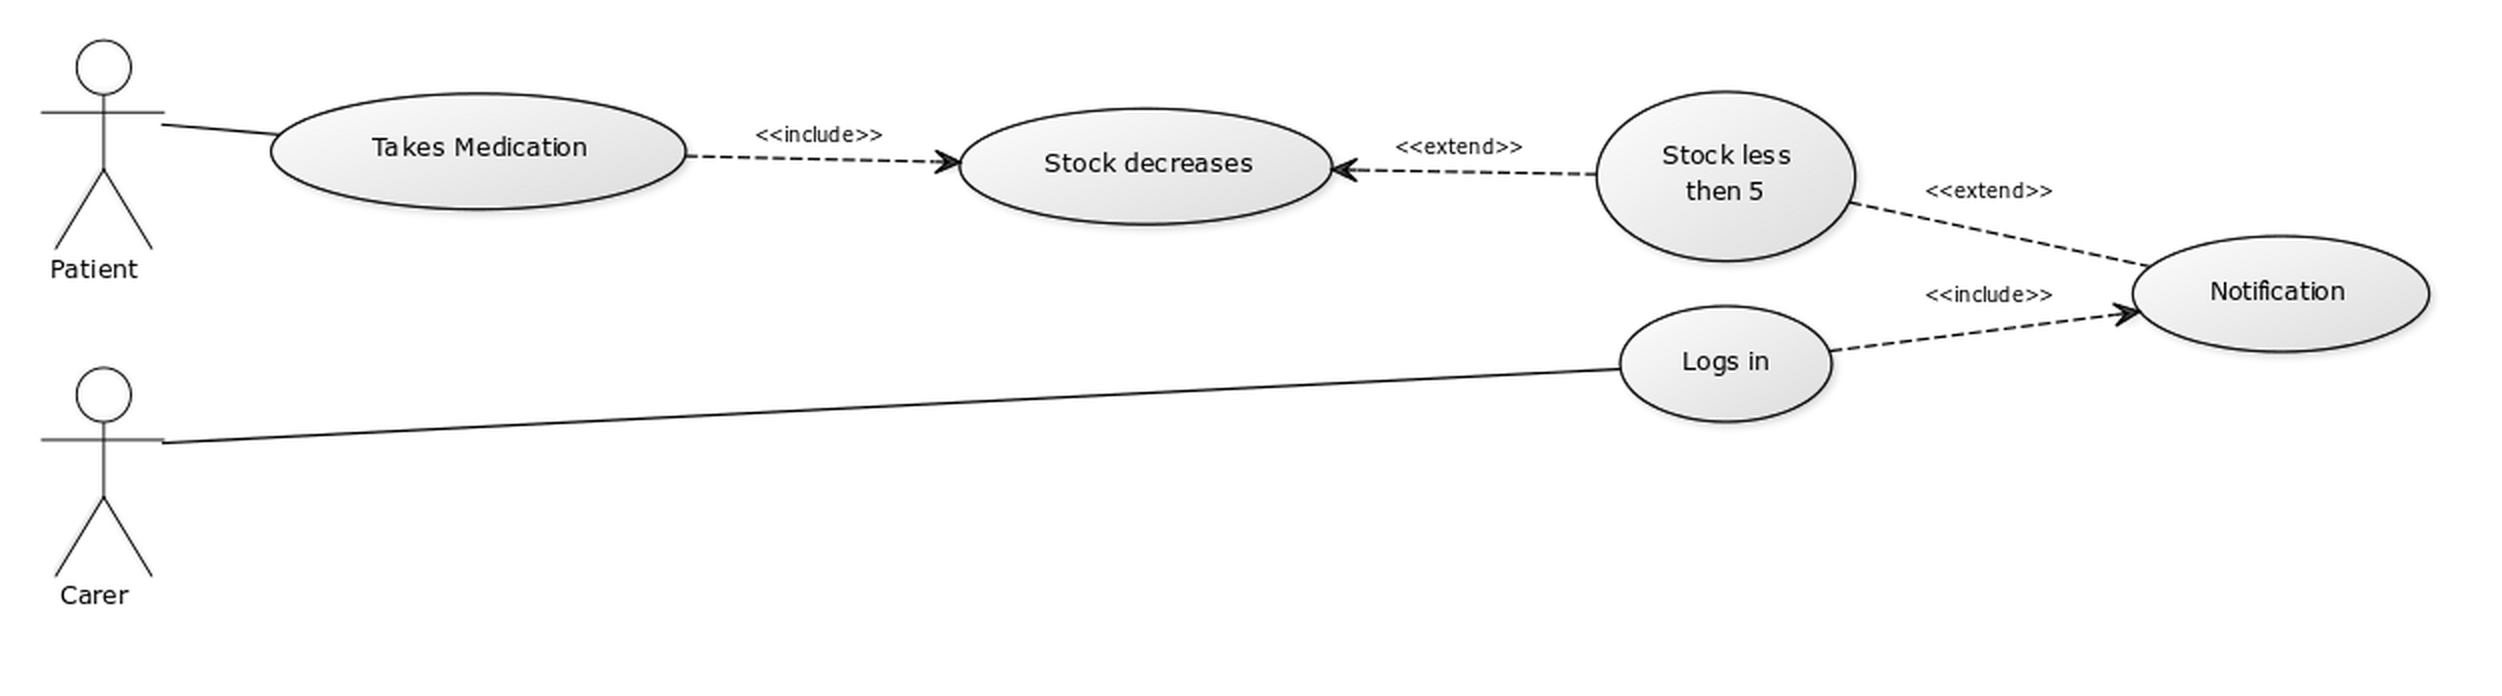 Takes Medication
<<include>>
Stock decreases
<<extend>>
Stock less
then 5
<<extend>>
Patient
Notification
<<include>>
Logs in
Carer